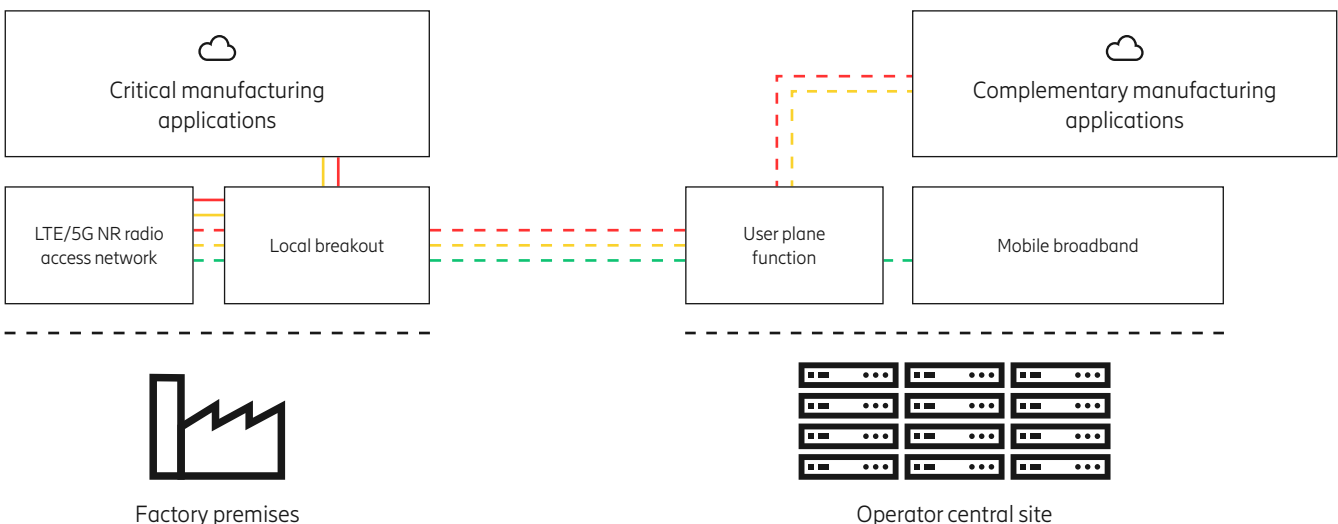 Critical manufacturing
applications
Complementary manufacturing
applications
LTE/5G NR radio
access network
Local breakout
User plane
function
Mobile broadband
Factory premises
Operator central site